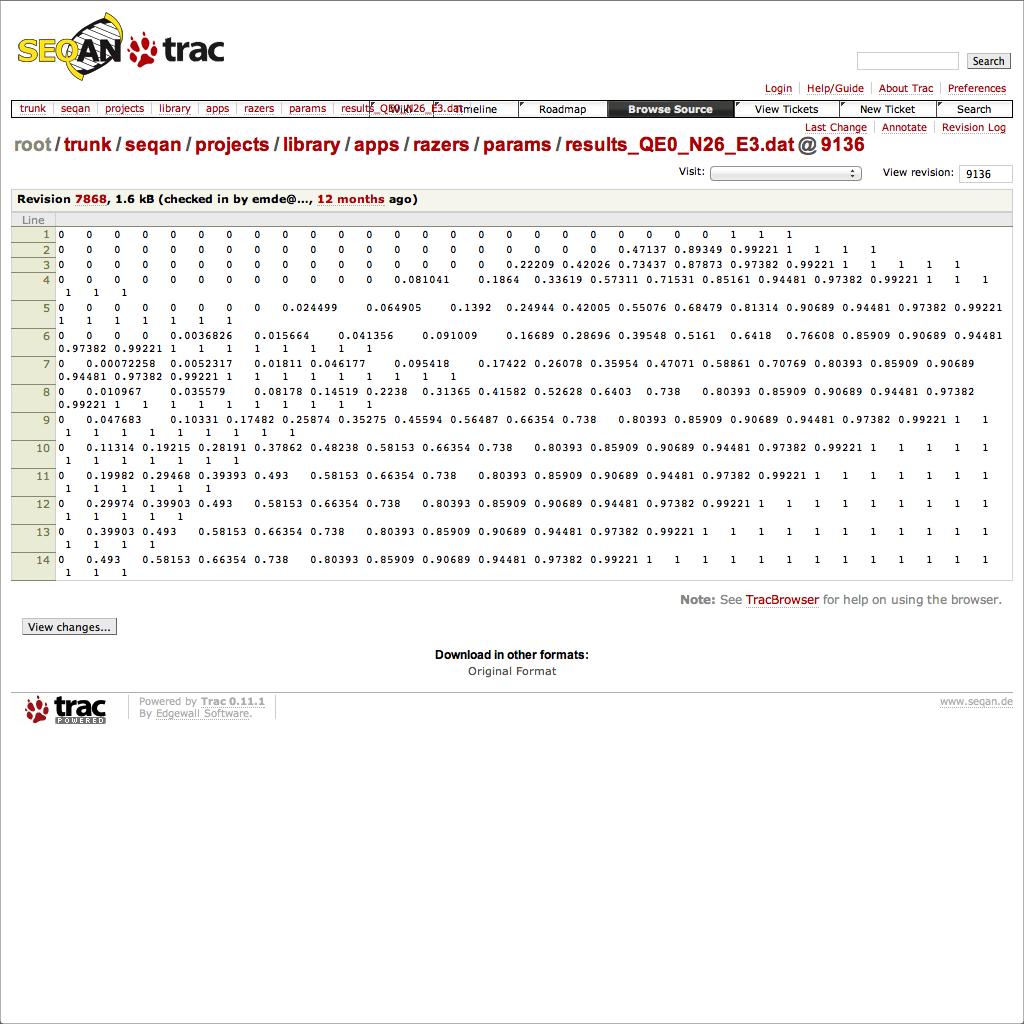 SEQAN trac
Search
Login Help/Guide About Trac Preferences
trunk seqan projects library apps razers params results_QE0_N26_E3.dat Wiki Timeline Roadmap Browse Source View Tickets New Ticket Search
Last Change Annotate Revision Log
root / trunk / seqan / projects / library / apps / razers / params / results_QE0_N26_E3.dat @ 9136
Visit: View revision: 9136
Revision 7868, 1.6 kB (checked in by emde@..., 12 months ago)
Line
1 0 0 0 0 0 0 0 0 0 0 0 0 0 0 0 0 0 0 0 0 0 0 0 0 1 1 1
2 0 0 0 0 0 0 0 0 0 0 0 0 0 0 0 0 0 0 0 0 0.47137 0.89349 0.99221 1 1 1 1
3 0 0 0 0 0 0 0 0 0 0 0 0 0 0 0 0 0.22209 0.42026 0.73437 0.87873 0.97382 0.99221 1 1 1 1 1
4 0 0 0 0 0 0 0 0 0 0 0 0 0.081041 0.1864 0.33619 0.57311 0.71531 0.85161 0.94481 0.97382 0.99221 1 1 1
1 1 1
5 0 0 0 0 0 0 0 0 0.024499 0.064905 0.1392 0.24944 0.42005 0.55076 0.68479 0.81314 0.90689 0.94481 0.97382 0.99221
1 1 1 1 1 1 1
6 0 0 0 0 0.0036826 0.015664 0.041356 0.091009 0.16689 0.28696 0.39548 0.5161 0.6418 0.76608 0.85909 0.90689 0.94481
0.97382 0.99221 1 1 1 1 1 1 1 1
7 0 0.00072258 0.0052317 0.01811 0.046177 0.095418 0.17422 0.26078 0.35954 0.47071 0.58861 0.70769 0.80393 0.85909 0.90689
0.94481 0.97382 0.99221 1 1 1 1 1 1 1 1 1
8 0 0.010967 0.035579 0.08178 0.14519 0.2238 0.31365 0.41582 0.52628 0.6403 0.738 0.80393 0.85909 0.90689 0.94481 0.97382
0.99221 1 1 1 1 1 1 1 1 1 1
9 0 0.047683 0.10331 0.17482 0.25874 0.35275 0.45594 0.56487 0.66354 0.738 0.80393 0.85909 0.90689 0.94481 0.97382 0.99221 1 1
1 1 1 1 1 1 1 1 1
10 0 0.11314 0.19215 0.28191 0.37862 0.48238 0.58153 0.66354 0.738 0.80393 0.85909 0.90689 0.94481 0.97382 0.99221 1 1 1 1 1
1 1 1 1 1 1 1
11 0 0.19982 0.29468 0.39393 0.493 0.58153 0.66354 0.738 0.80393 0.85909 0.90689 0.94481 0.97382 0.99221 1 1 1 1 1 1 1
1 1 1 1 1 1
12 0 0.29974 0.39903 0.493 0.58153 0.66354 0.738 0.80393 0.85909 0.90689 0.94481 0.97382 0.99221 1 1 1 1 1 1 1 1 1
1 1 1 1 1
13 0 0.39903 0.493 0.58153 0.66354 0.738 0.80393 0.85909 0.90689 0.94481 0.97382 0.99221 1 1 1 1 1 1 1 1 1 1 1
1 1 1 1
14 0 0.493 0.58153 0.66354 0.738 0.80393 0.85909 0.90689 0.94481 0.97382 0.99221 1 1 1 1 1 1 1 1 1 1 1 1 1
1 1 1
Note: See TracBrowser for help on using the browser.
View changes...
Download in other formats:
Original Format
trac POWERED
Powered by Trac 0.11.1
By Edgewall Software.
www.seqan.de